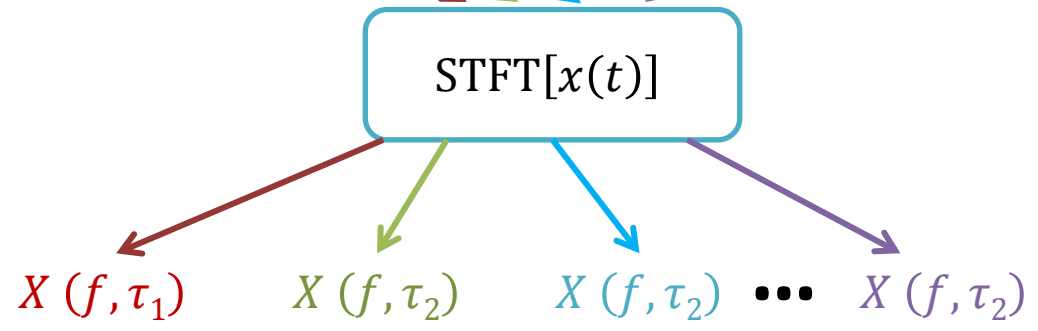 STFT[x(t)]
X (f, τ₁) X (f, τ₂) X (f, τ₂) ••• X (f, τ₂)